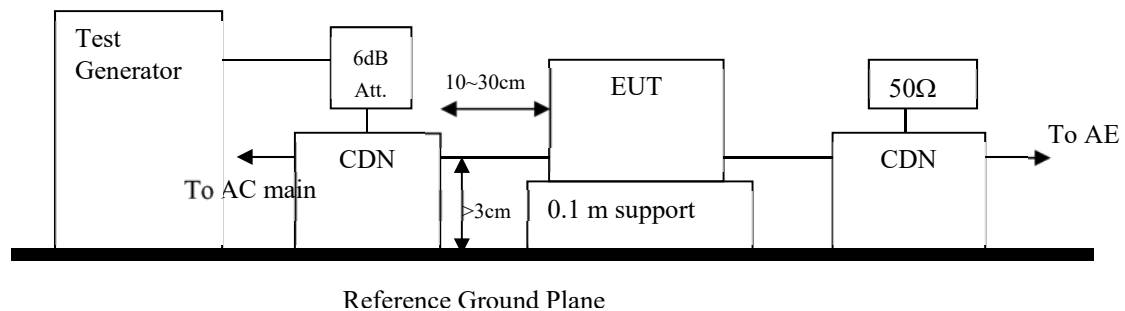 Test
Generator
6dB
Att.
10~30cm
EUT
50Ω
CDN
CDN
To AE
To AC main
>3cm
0.1 m support
Reference Ground Plane